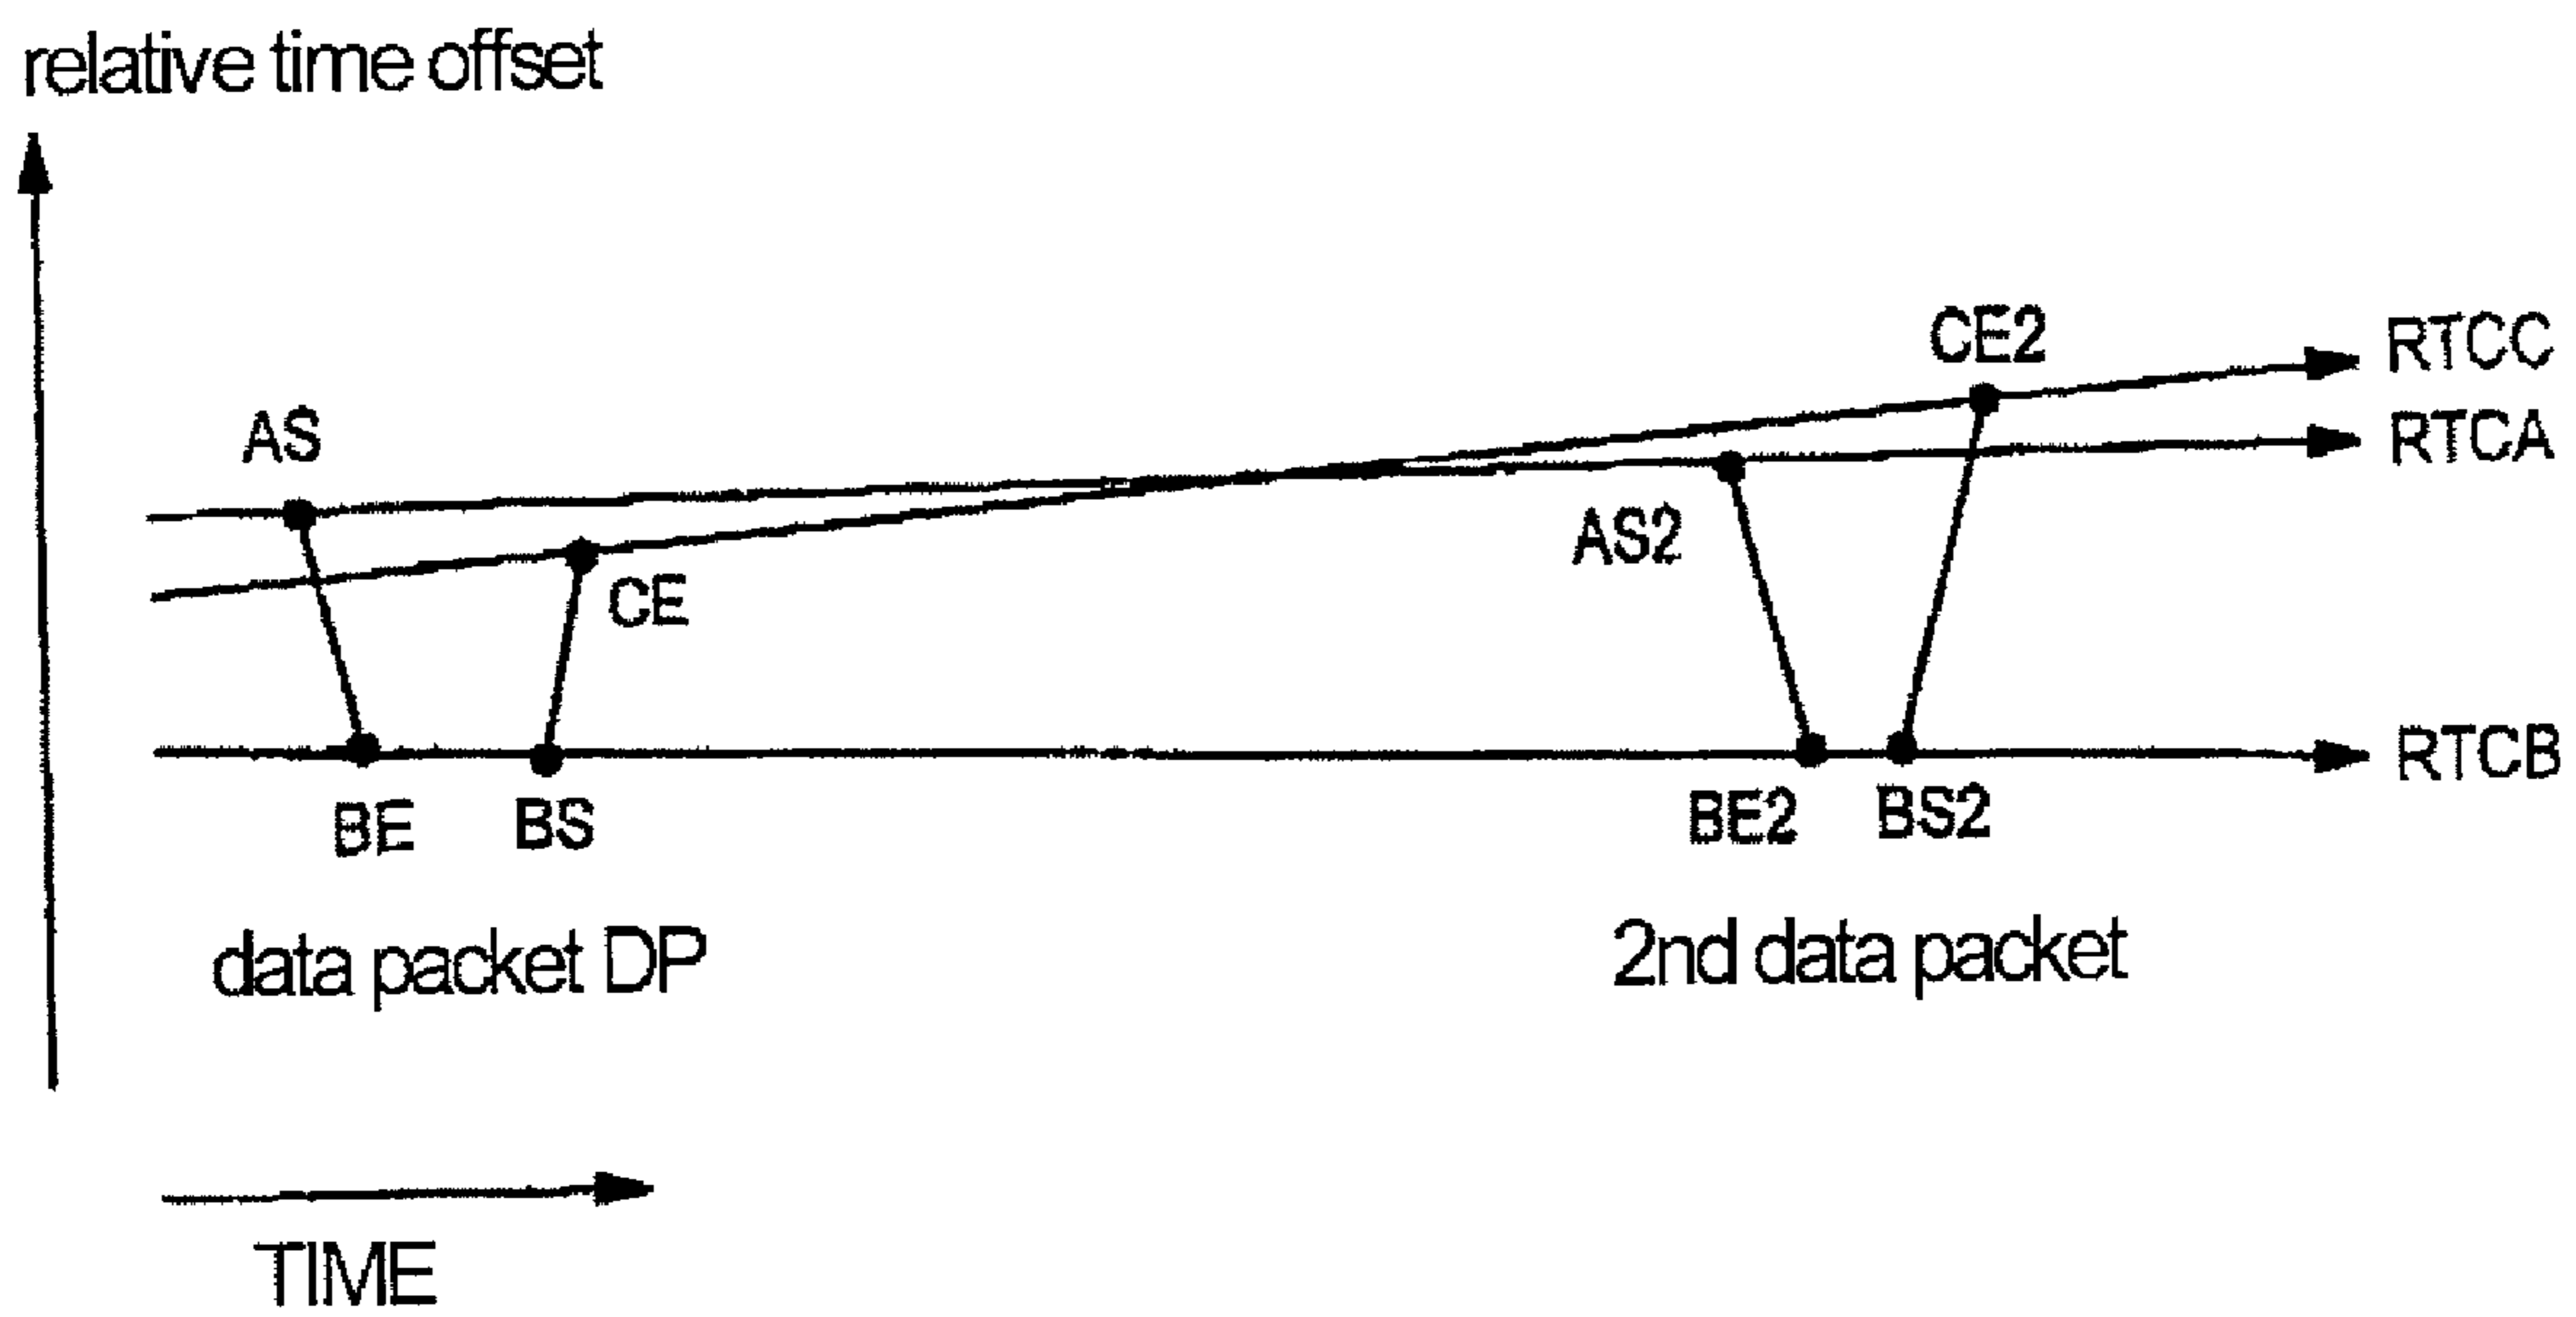 relative time offset
CE2
RTCC
AS
RTCA
AS2
CE
RTCB
BE
BS
BE2
BS2
data packet DP
2nd data packet
TIME